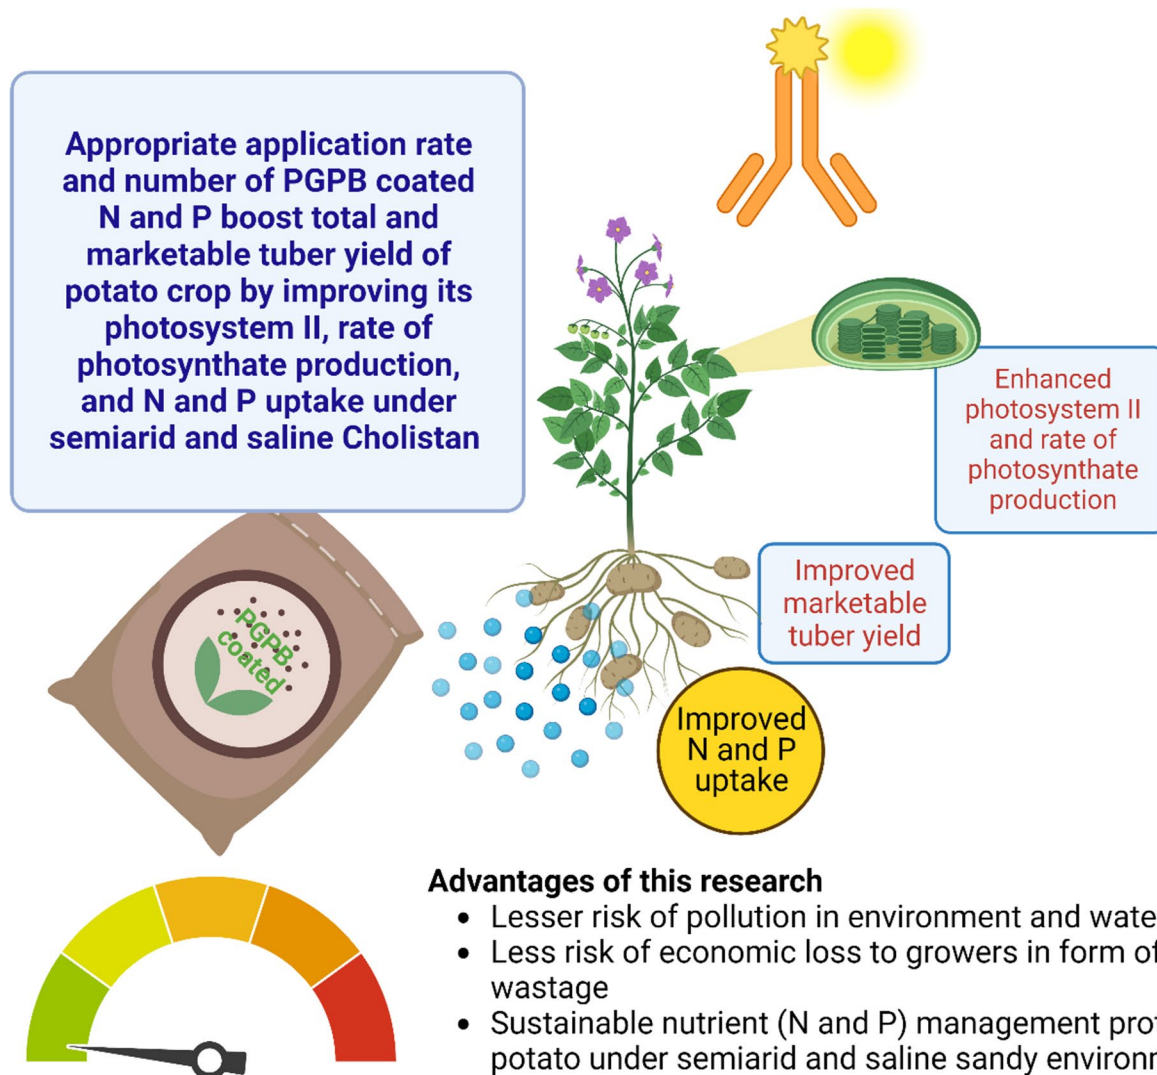 Appropriate application rate
and number of PGPB coated
N and P boost total and
marketable tuber yield of
potato crop by improving its
photosystem II, rate of
photosynthate production,
and N and P uptake under
semiarid and saline Cholistan
Enhanced
photosystem II
and rate of
photosynthate
production
Improved
marketable
tuber yield
PGPB
coated
Improved
N and P
uptake
Advantages of this research
• Lesser risk of pollution in environment and wate
• Less risk of economic loss to growers in form of
wastage
• Sustainable nutrient (N and P) management prot
potato under semiarid and saline sandy environ